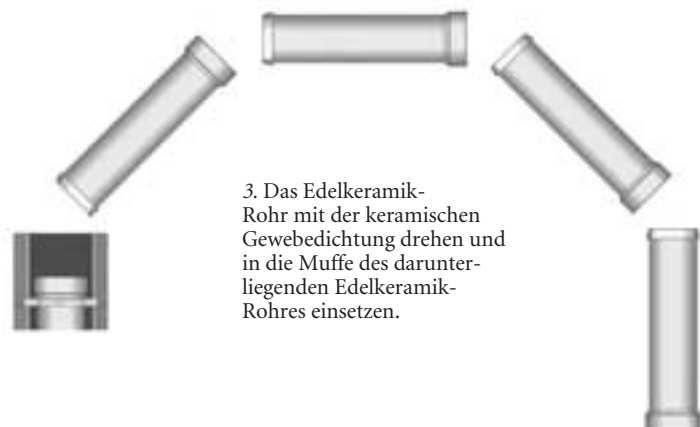 3. Das Edelkeramik-
Rohr mit der keramischen
Gewebedichtung drehen und
in die Muffe des darunter-
liegenden Edelkeramik-
Rohres einsetzen.